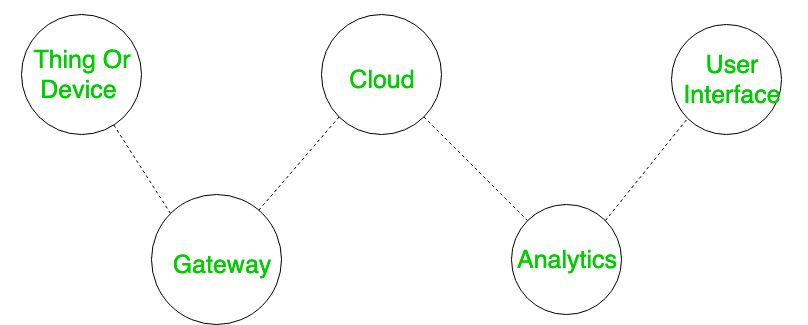 Thing Or
Device
Cloud
User
Interface
Gateway
Analytics